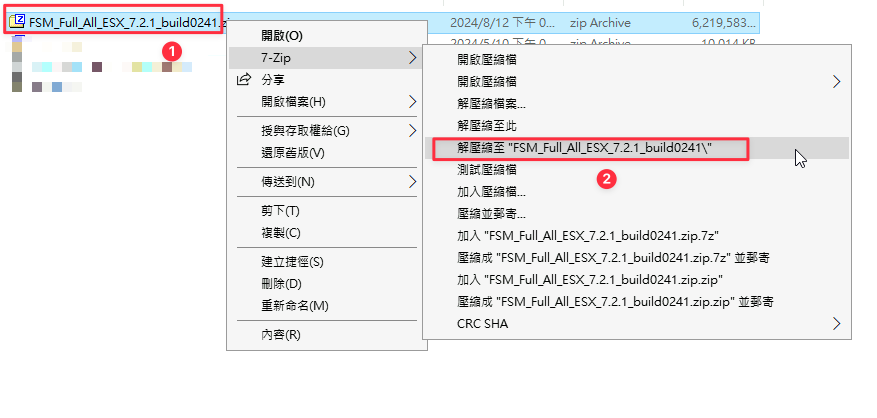 FSM_Full_All_ESX_7.2.1_build0241.zi
2024/8/12 下午 0...
zip Archive
6,219,583...
1
開啟(O)
7-Zip
分享
開啟檔案(H)
授與存取權給(G)
還原舊版(V)
傳送到(N)
剪下(T)
複製(C)
建立捷徑(S)
刪除(D)
重新命名(M)
內容(R)
2024/5/10 下午 0...
zip Archive
10,014 KB
開啟壓縮檔
開啟壓縮檔
解壓縮檔案...
解壓縮至此
解壓縮至 "FSM_Full_All_ESX_7.2.1_build0241\"
2
測試壓縮檔
加入壓縮檔...
壓縮並郵寄...
加入 "FSM_Full_All_ESX_7.2.1_build0241.zip.7z"
壓縮成 "FSM_Full_All_ESX_7.2.1_build0241.zip.7z" 並郵寄
加入 "FSM_Full_All_ESX_7.2.1_build0241.zip.zip"
壓縮成 "FSM_Full_All_ESX_7.2.1_build0241.zip.zip" 並郵寄
CRC SHA